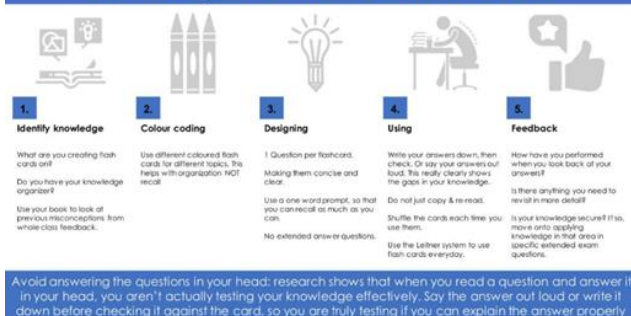 1.
Identify knowledge
What are you creating flash
cards on?
Do you have your knowledge
organizer?
Use your book to look at
previous misconceptions from
whole class feedback.
2.
Colour coding
Use different coloured flash
cards for different topics. This
helps with organization NOT
recall
3.
Designing
1 Question per flashcard.
Making them concise and
clear.
Use a one word prompt, so that
you can recall as much as you
can.
No extended answer questions.
4.
Using
Write your answers down, then
check. Or say your answers out
loud. This really clearly shows
the gaps in your knowledge.
Do not just copy & re-read.
Shuffle the cards each time you
use them.
Use the Leitner system to use
flash cards everyday.
5.
Feedback
How have you performed
when you look back at your
answers?
Is there anything you need to
revisit in more detail?
Is your knowledge secure? If so,
move onto applying
knowledge in that area in
specific extended exam
questions.
Avoid answering the questions in your head: research shows that when you read a question and answer it
in your head, you aren't actually testing your knowledge effectively. Say the answer out loud or write it
down before checking it against the card, so you are truly testing if you can explain the answer properly